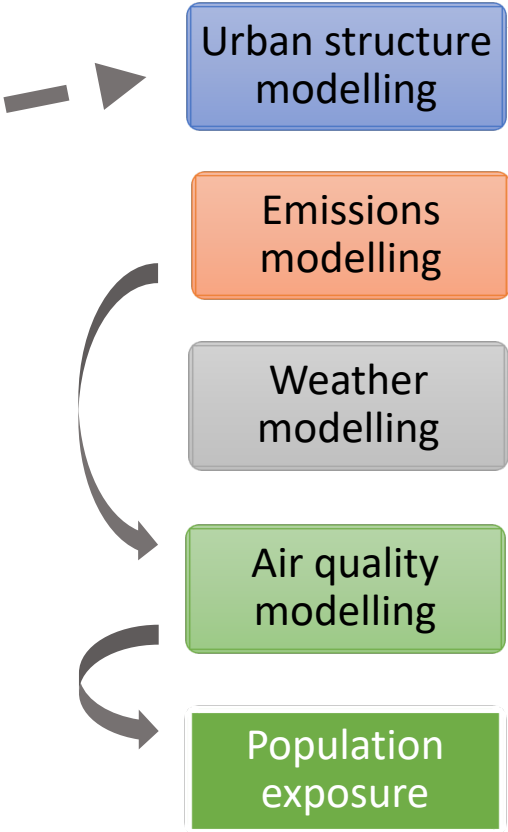 Urban structure
modelling
Emissions
modelling
Weather
modelling
Air quality
modelling
Population
exposure